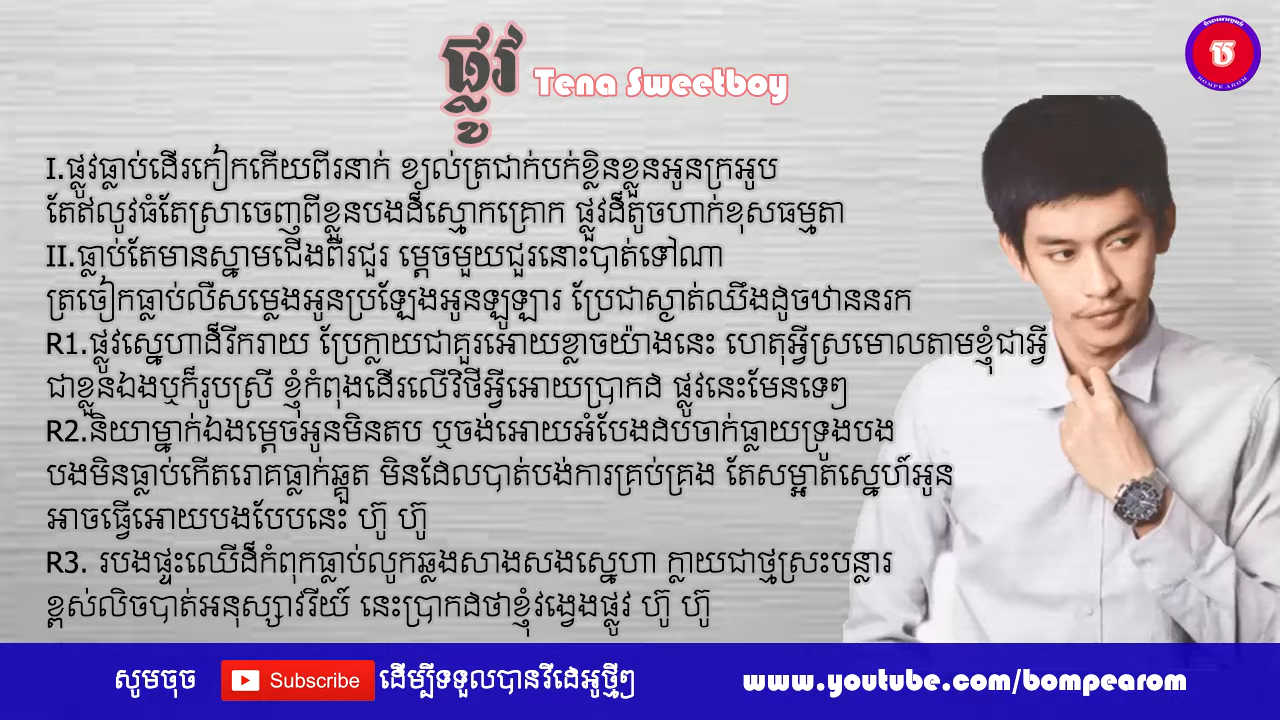 ផ្លូវ Tena Sweetboy
I.ផ្លូវធ្លាប់ដើរកៀកកើយពីរនាក់ ខ្យល់ត្រជាក់បក់ខ្លិនខ្លួនអូនក្រអូប
តែឥលូវធំតែស្រាចេញពីខ្លួនបងដ៏ស្មោកគ្រោក ផ្លូវដ៏តូចហាក់ខុសធម្មតា
II.ធ្លាប់តែមានស្នាមជើងពីរជួរ ម្ដេចមួយជួរនោះបាត់ទៅណា
ត្រចៀកធ្លាប់លឺសម្លេងអូនប្រឡែងអូនឡូឡារ ប្រែជាស្ងាត់ឈឹងដូចឋាននរក
R1.ផ្លូវស្នេហាដ៏រីករាយ ប្រែក្លាយជាគួរអោយខ្លាចយ៉ាងនេះ ហេតុអ្វីស្រមោលតាមខ្ញុំជាអ្វី
ជាខ្លួនឯងឬក៏រូបស្រី ខ្ញុំកំពុងដើរលើវិថីអ្វីអោយប្រាកដ ផ្លូវនេះមែនទេៗ
R2.និយាម្នាក់ឯងម្ដេចអូនមិនតប ឬចង់អោយអំបែងដបចាក់ធ្លាយទ្រូងបង
បងមិនធ្លាប់កើតរោគធ្លាក់ឆ្គួត មិនដែលបាត់បង់ការគ្រប់គ្រង តែសម្អាតស្នេហ៍អូន
អាចធ្វើអោយបងបែបនេះ ហ៊ូ ហ៊ូ
R3. របងផ្ទះឈើដ៏កំពុកធ្លាប់លូកឆ្លងសាងសងស្នេហា ក្លាយជាថ្មស្រះបន្លារ
ខ្ពស់លិចបាត់អនុស្សាវរីយ៍ នេះប្រាកដថាខ្ញុំវង្វេងផ្លូវ ហ៊ូ ហ៊ូ
សូមចុច Subscribe ដើម្បីទទួលបានវីដេអូថ្មីៗ www.youtube.com/bompearom